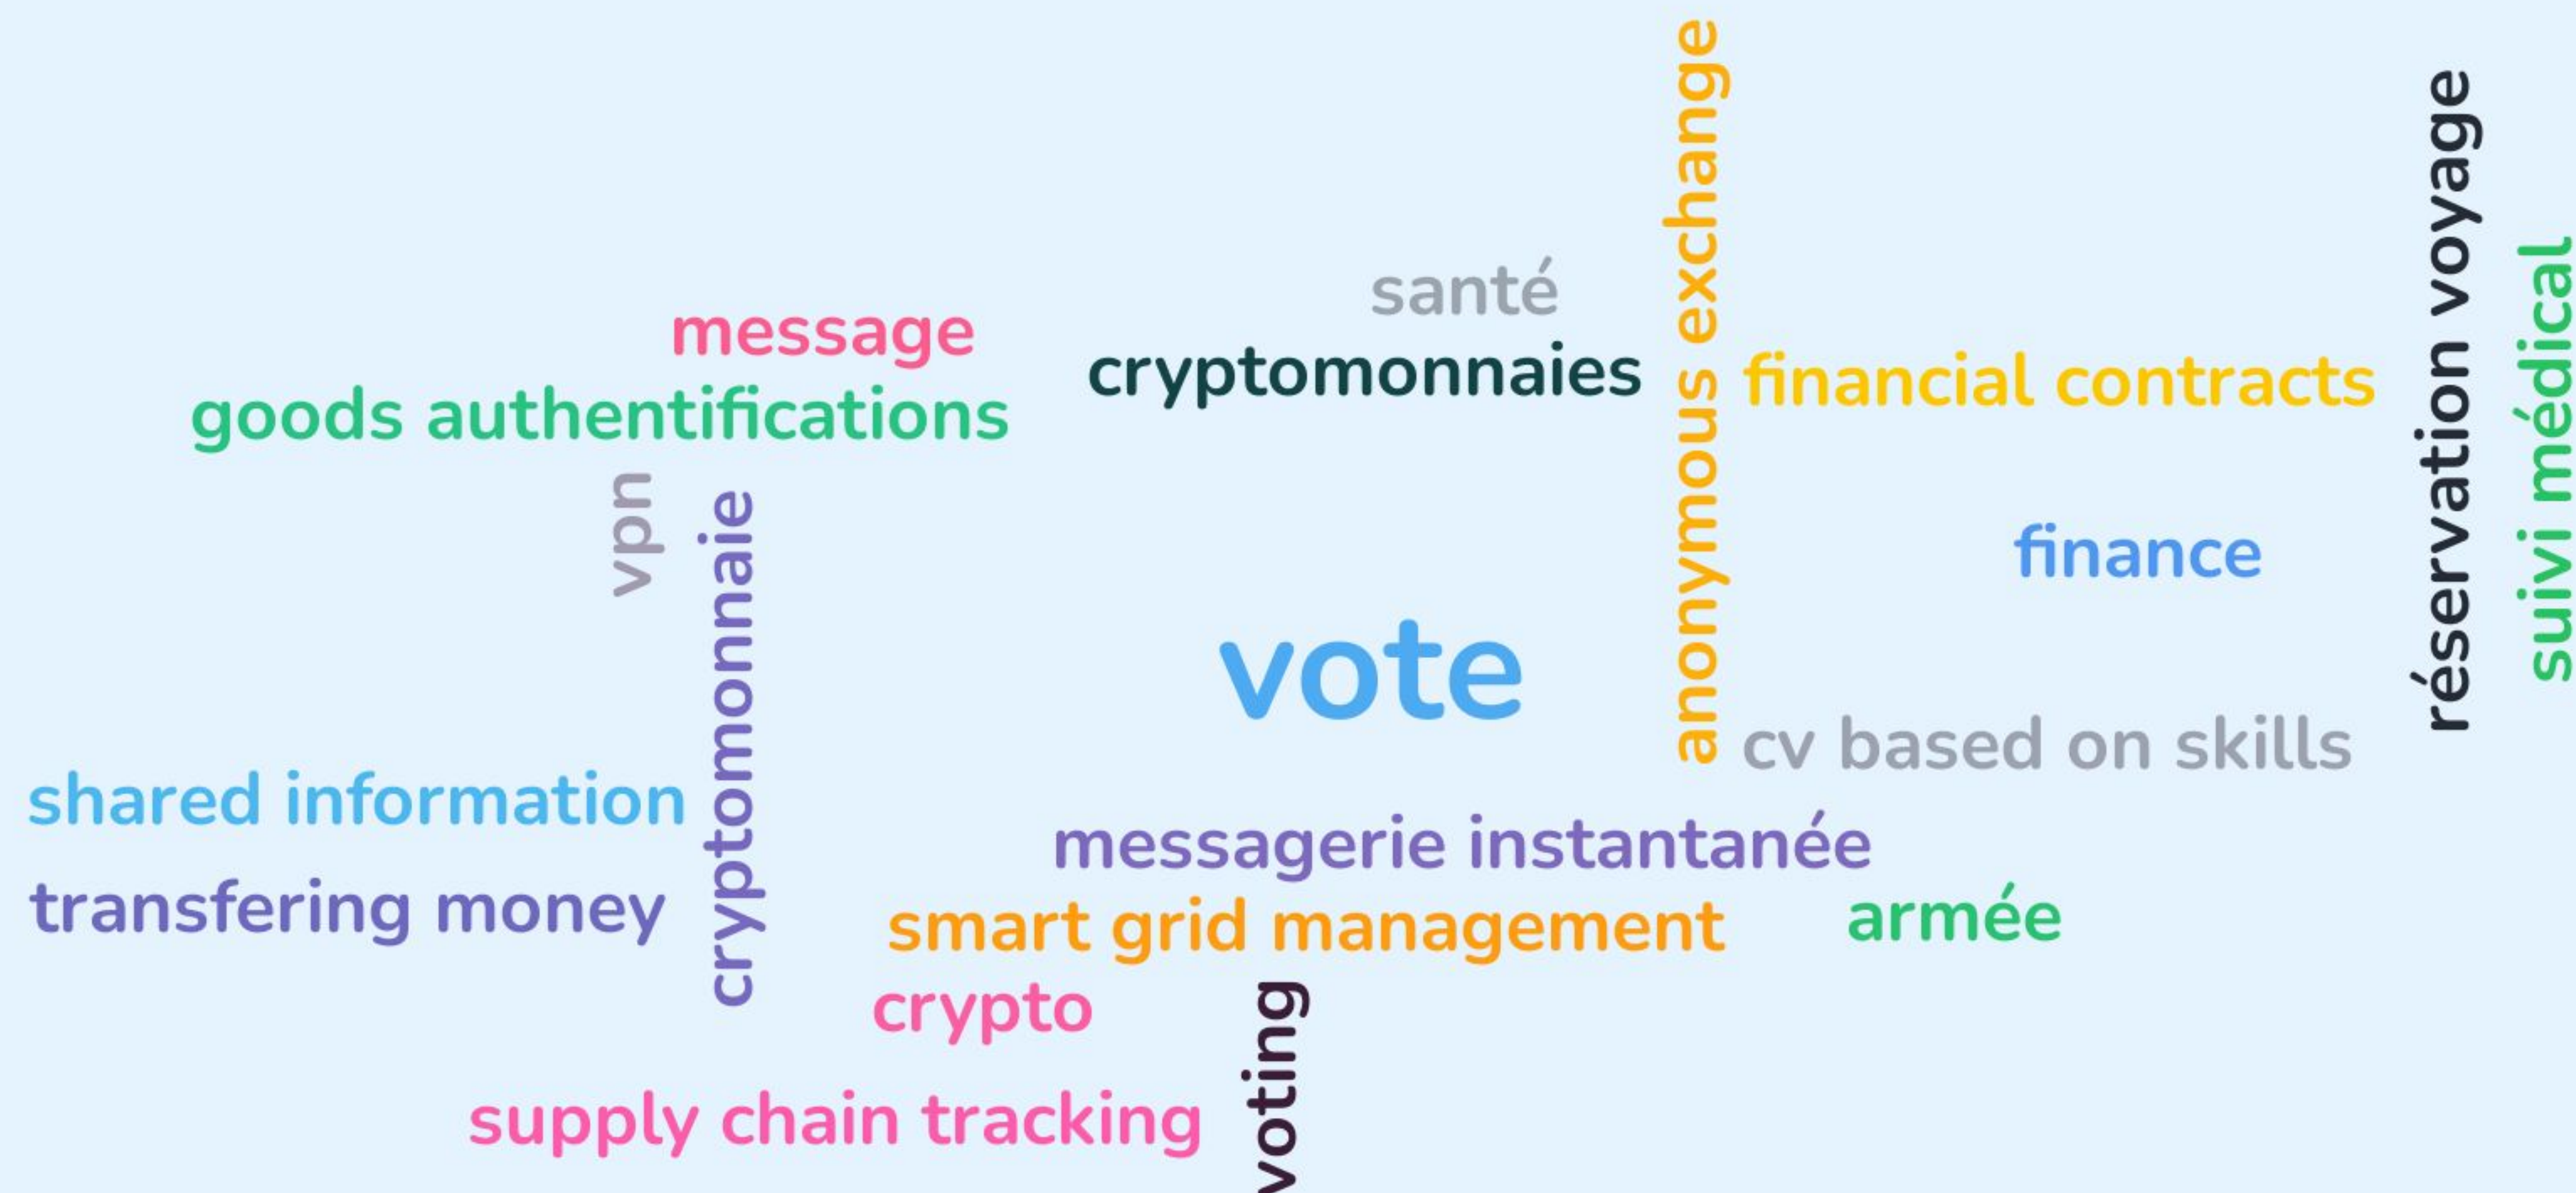 anonymous exchange
réservation voyage
suivi médical
santé
message
cryptomonnaies
financial contracts
goods authentifications
vpn
cryptomonnaie
finance
vote
cv based on skills
shared information
messagerie instantanée
transfering money
smart grid management
armée
crypto
voting
supply chain tracking